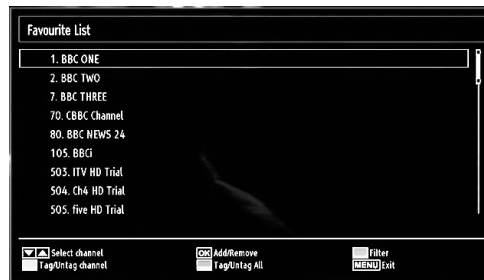 Favourite List
1. BBC ONE
2. BBC TWO
7. BBC THREE
70. CBBC Channel
80. BBC NEWS 24
105. BBCi
503. ITV HD Trial
504. Ch4 HD Trial
505. five HD Trial
Select channel OK Add/Remove Filter
Tag/Untag channel Tag/Untag All MENU Exit